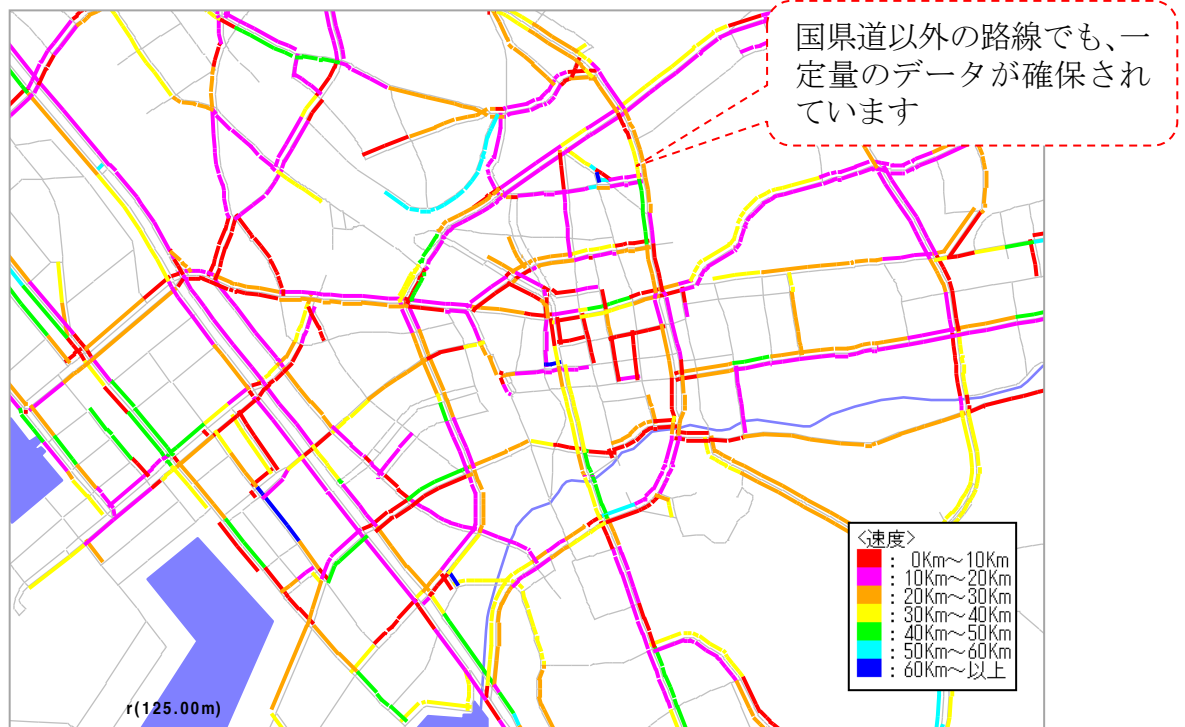 国県道以外の路線でも、一
定量のデータが確保され
ています
<速度>
: 0Km～10Km
: 10Km～20Km
: 20Km～30Km
: 30Km～40Km
: 40Km～50Km
: 50Km～60Km
: 60Km～以上
r(125.00m)